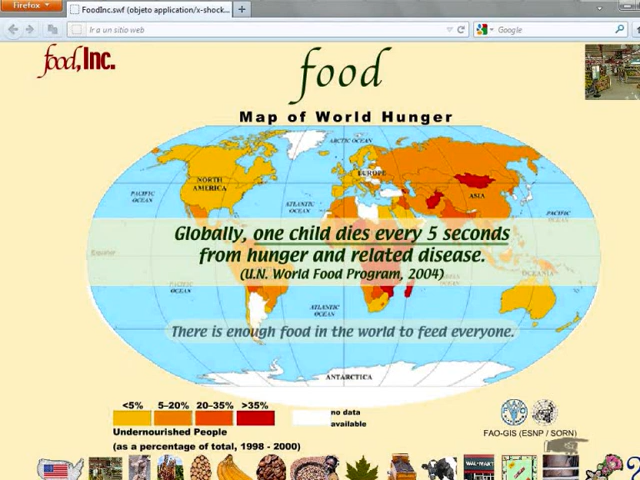 Firefox
FoodInc.swf (objeto application/x-shock...
Ir a un sitio web
Google
food, Inc.
food
Map of World Hunger
ARCTIC OCEAN
NORTH AMERICA
EUROPE
ASIA
PACIFIC OCEAN
ATLANTIC OCEAN
PACIFIC OCEAN
Globally, one child dies every 5 seconds
from hunger and related disease.
(U.N. World Food Program, 2004)
OCEANIA
ATLANTIC OCEAN
There is enough food in the world to feed everyone.
ANTARCTICA
<5% 5–20% 20–35% >35%
no data available
Undernourished People
(as a percentage of total, 1998 - 2000)
FAO-GIS (ESNP / SORN)
WAL-MART